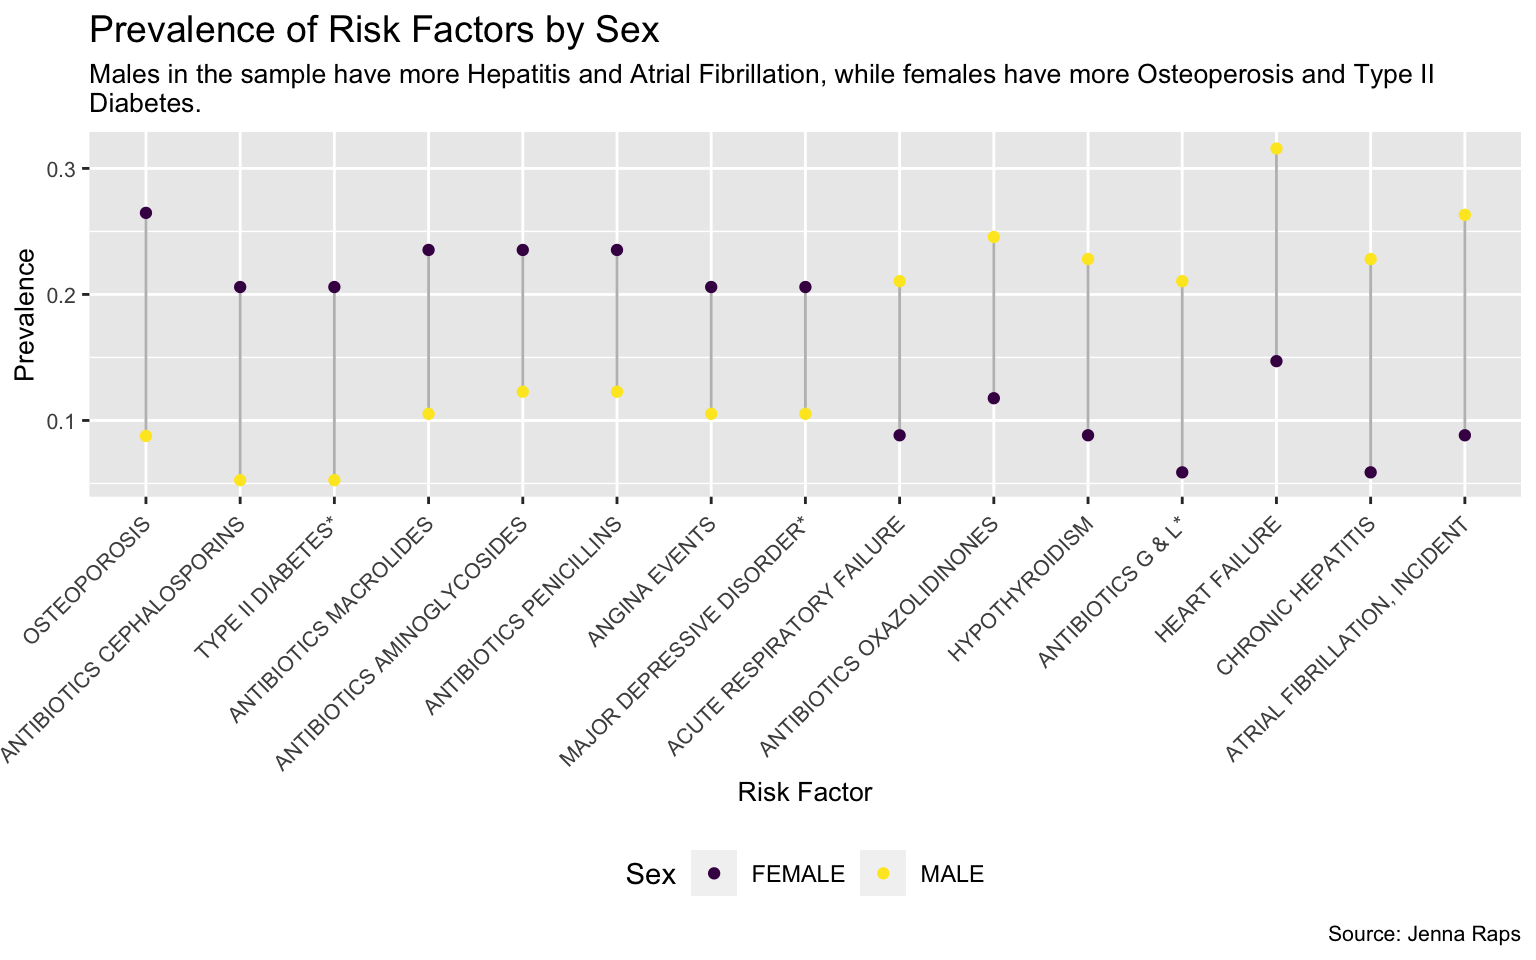 Prevalence of Risk Factors by Sex
Males in the sample have more Hepatitis and Atrial Fibrillation, while females have more Osteoperosis and Type II
Diabetes.
Prevalence
0.3
0.2
0.1
OSTEOPOROSIS
ANTIBIOTICS CEPHALOSPORINS
TYPE II DIABETES*
ANTIBIOTICS MACROLIDES
ANTIBIOTICS AMINOGLYCOSIDES
ANTIBIOTICS PENICILLINS
ANGINA EVENTS
MAJOR DEPRESSIVE DISORDER*
ACUTE RESPIRATORY FAILURE
ANTIBIOTICS OXAZOLIDINONES
HYPOTHYROIDISM
ANTIBIOTICS G & L*
HEART FAILURE
CHRONIC HEPATITIS
ATRIAL FIBRILLATION, INCIDENT
Risk Factor
Sex FEMALE MALE
Source: Jenna Raps